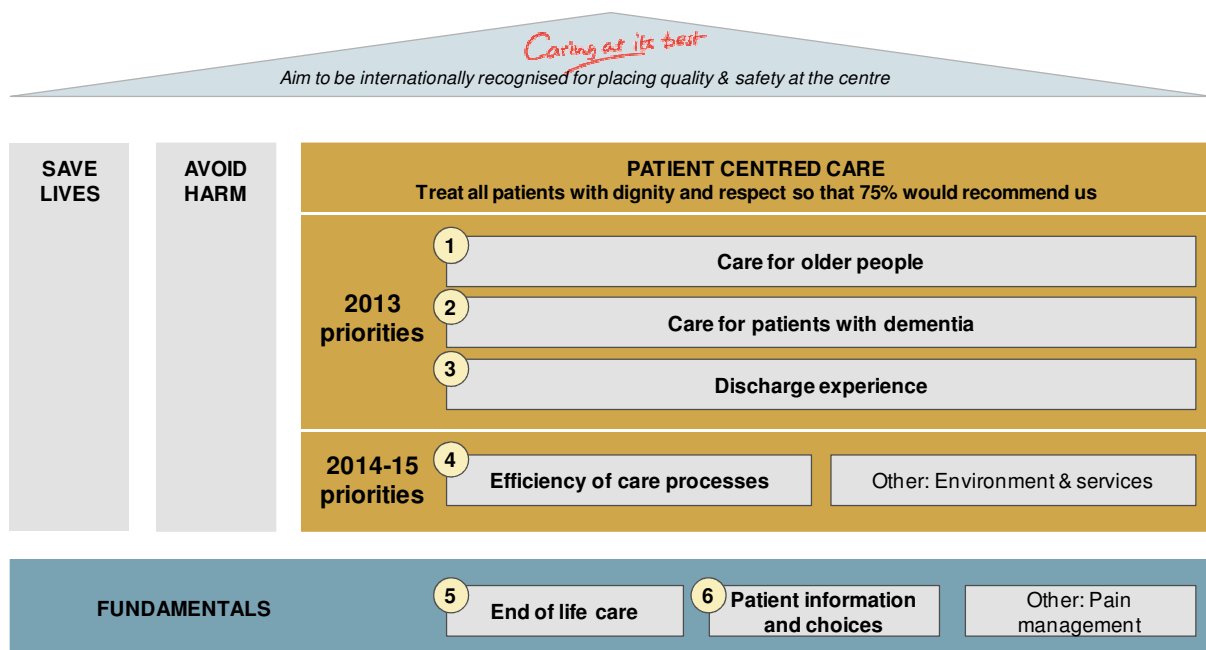 Caring at its best
Aim to be internationally recognised for placing quality & safety at the centre
SAVE
LIVES
AVOID
HARM
PATIENT CENTRED CARE
Treat all patients with dignity and respect so that 75% would recommend us
2013
priorities
1
Care for older people
2
Care for patients with dementia
3
Discharge experience
2014-15
priorities
4
Efficiency of care processes
Other: Environment & services
FUNDAMENTALS
5
End of life care
6
Patient information
and choices
Other: Pain
management